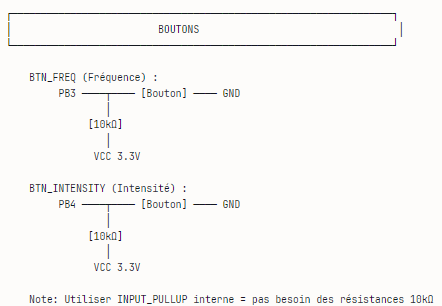 BOUTONS
BTN_FREQ (Fréquence) :
PB3 ────┬──── [Bouton] ──── GND
│
[10kΩ]
│
VCC 3.3V
BTN_INTENSITY (Intensité) :
PB4 ────┬──── [Bouton] ──── GND
│
[10kΩ]
│
VCC 3.3V
Note: Utiliser INPUT_PULLUP interne = pas besoin des résistances 10kΩ